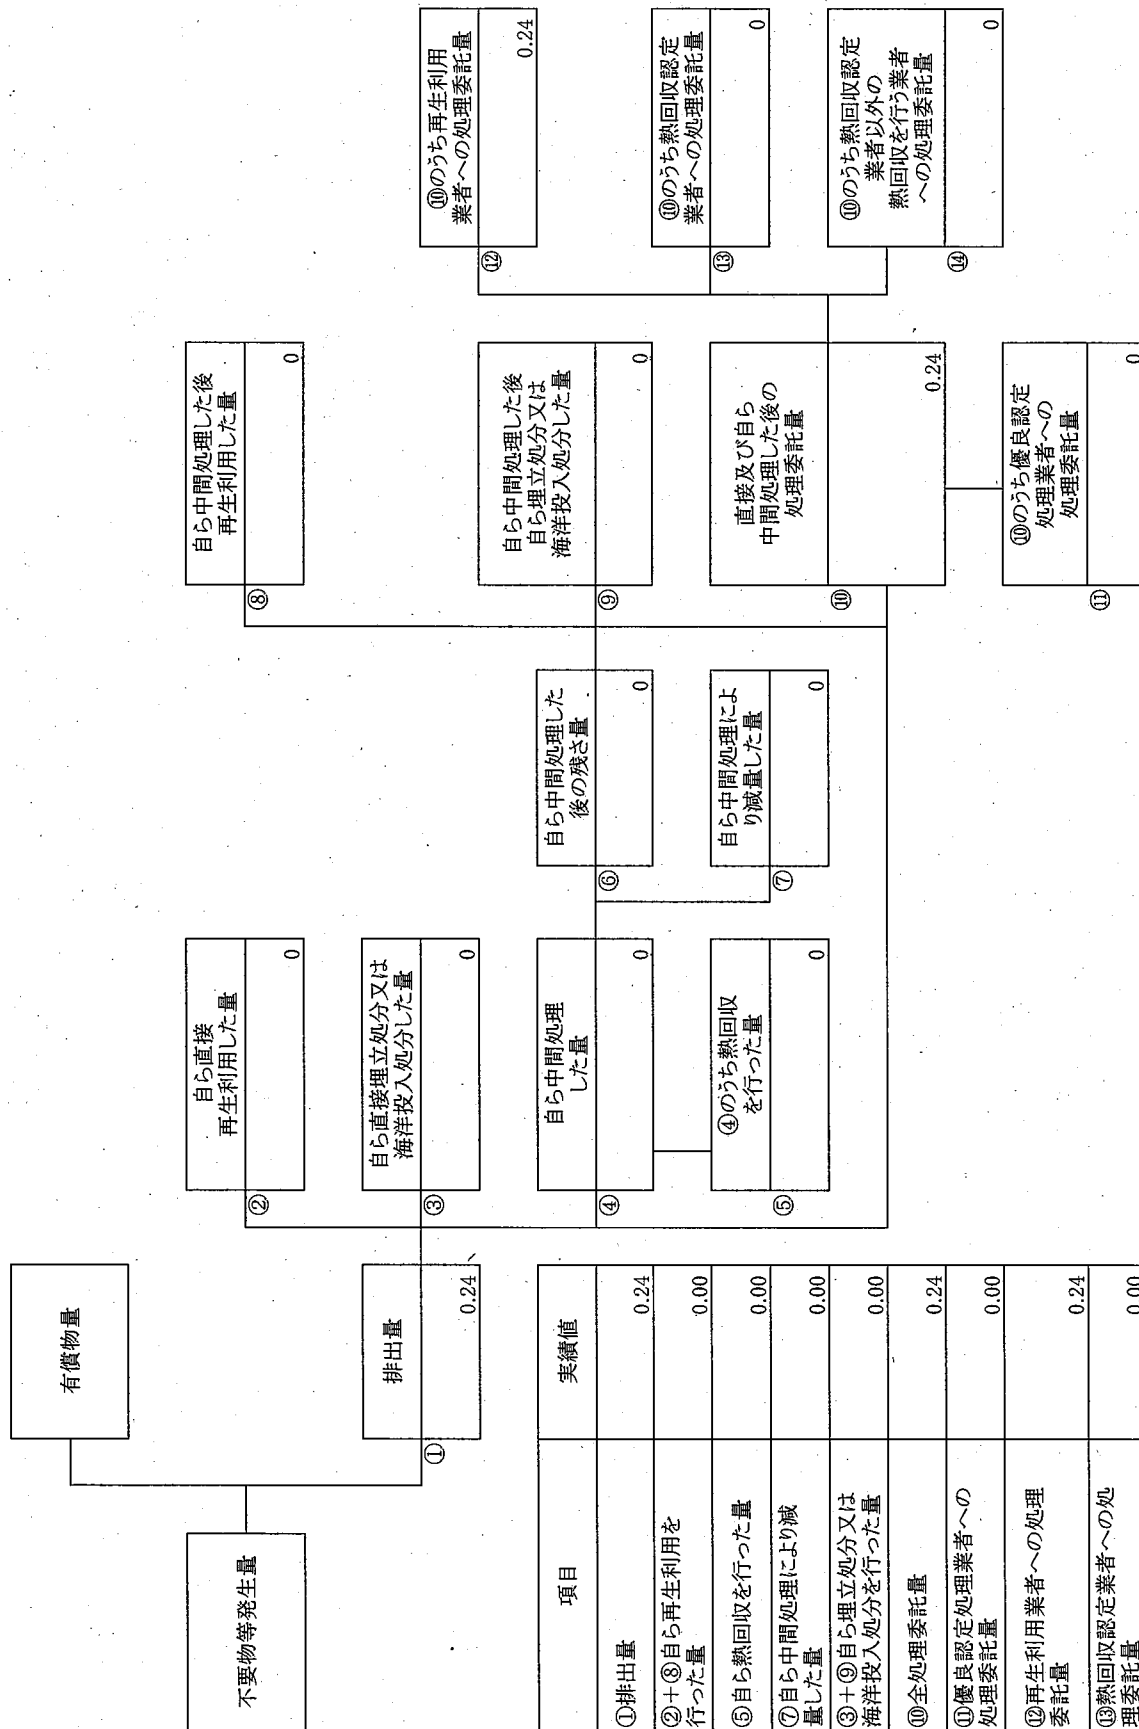 不要物等発生量
有償物量
排出量
①
0.24
自ら直接
再生利用した量
②
0
自ら直接埋立処分又は
海洋投入処分した量
③
0
自ら中間処理
した量
④
0
④のうち熱回収
を行った量
⑤
0
自ら中間処理した
後の残さ量
⑥
0
自ら中間処理によ
り減量した量
⑦
0
自ら中間処理した後
再生利用した量
⑧
0
自ら中間処理した後
自ら埋立処分又は
海洋投入処分した量
⑨
0
直接及び自ら
中間処理した後の
処理委託量
⑩
0.24
⑩のうち優良認定
処理業者への
処理委託量
⑪
0
⑩のうち再生利用
業者への処理委託量
⑫
0.24
⑩のうち熱回収認定
業者への処理委託量
⑬
0
⑩のうち熱回収認定
業者以外の
熱回収を行う業者
への処理委託量
⑭
0
項目 実績値
①排出量 0.24
②+⑧自ら再生利用を
行った量 0.00
⑤自ら熱回収を行った量 0.00
⑦自ら中間処理により減
量した量 0.00
③+⑨自ら埋立処分又は
海洋投入処分を行った量 0.00
⑩全処理委託量 0.24
⑪優良認定処理業者への
処理委託量 0.00
⑫再生利用業者への処理
委託量 0.24
⑬熱回収認定業者への処
理委託量 0.00